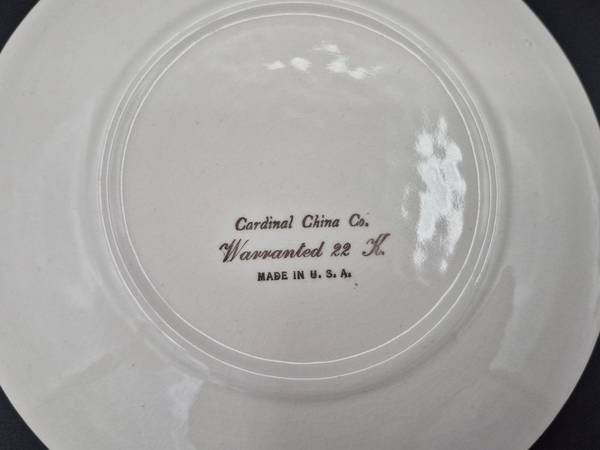 Cardinal China Co.
Warranted 22 K.
MADE IN U. S. A.